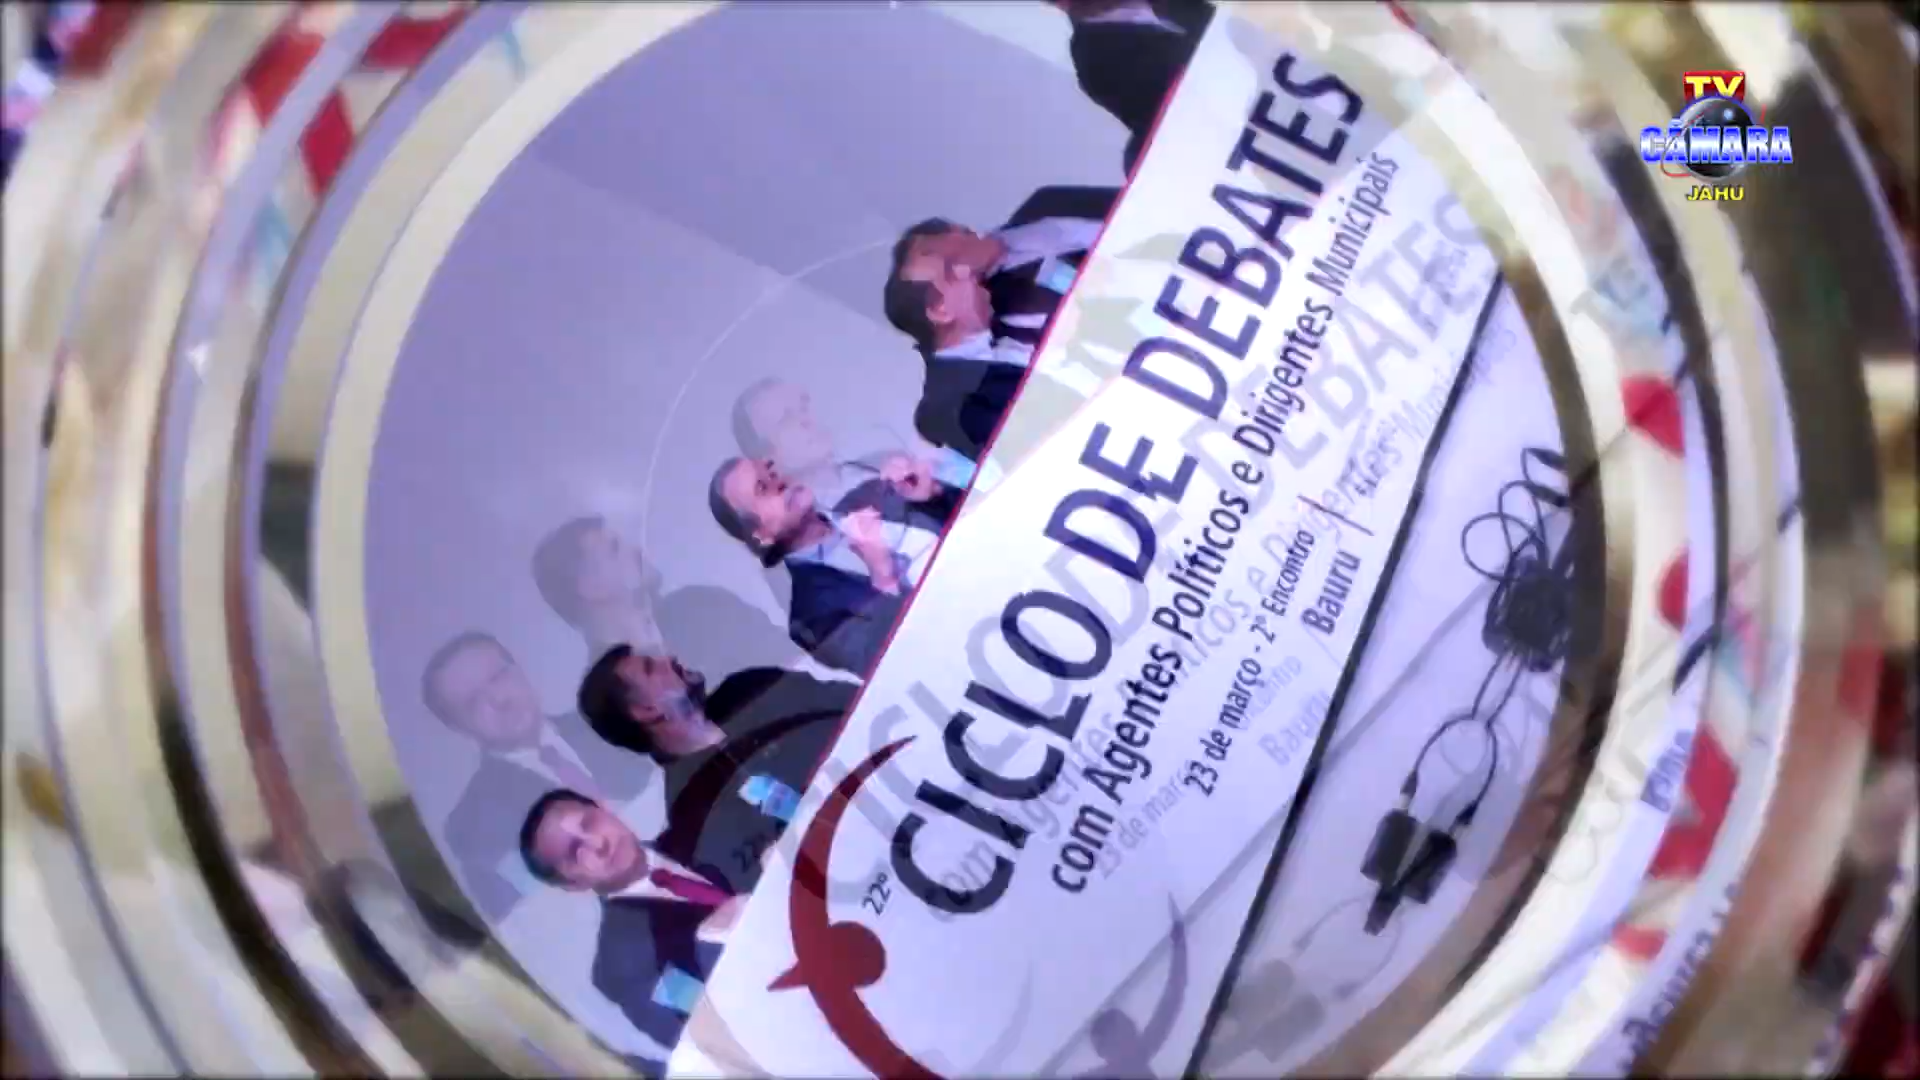 TV
CÂMARA
JAHU
22º
CICLO DE DEBATES
com Agentes Políticos e Dirigentes Municipais
23 de março - 2º Encontro
Bauru